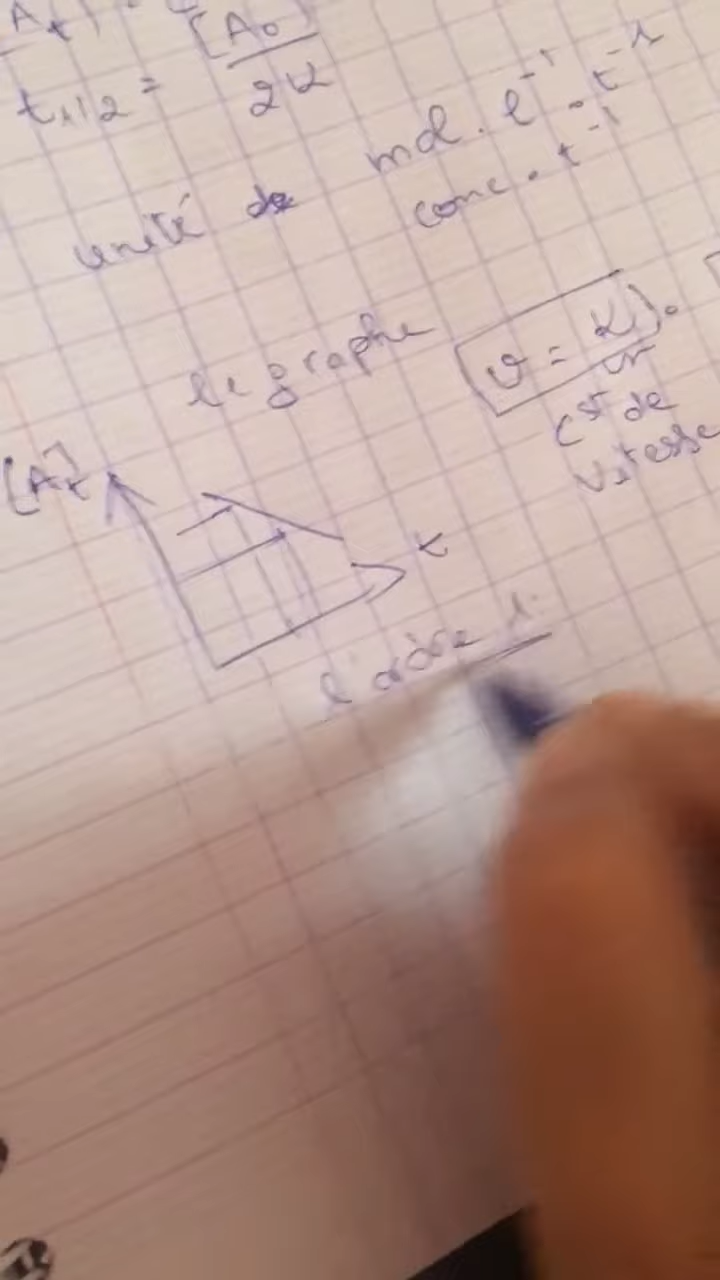 t1/2 = [A0]
2K
unité de mol. l⁻¹. t⁻¹
conc. t⁻¹
le graphe
v = K
cst de
vitesse
[A]t
t
l'ordre 1: